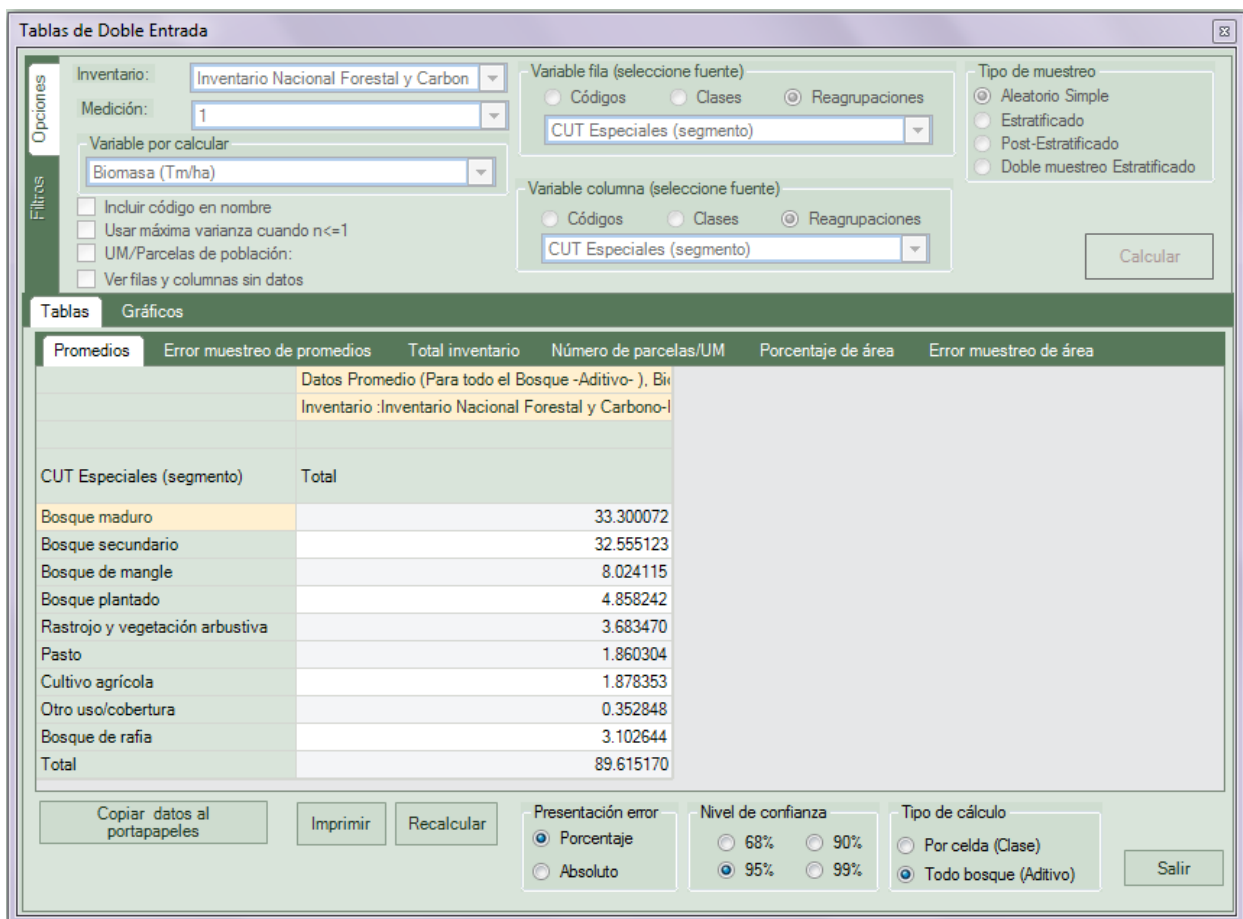 Tablas de Doble Entrada
Opciones
Filtros
Inventario:
Inventario Nacional Forestal y Carbon
Medición:
1
Variable por calcular
Biomasa (Tm/ha)
Incluir código en nombre
Usar máxima varianza cuando n<=1
UM/Parcelas de población:
Ver filas y columnas sin datos
Variable fila (seleccione fuente)
Códigos Clases Reagrupaciones
CUT Especiales (segmento)
Variable columna (seleccione fuente)
Códigos Clases Reagrupaciones
CUT Especiales (segmento)
Tipo de muestreo
Aleatorio Simple
Estratificado
Post-Estratificado
Doble muestreo Estratificado
Calcular
Tablas Gráficos
Promedios Error muestreo de promedios Total inventario Número de parcelas/UM Porcentaje de área Error muestreo de área
Datos Promedio (Para todo el Bosque -Aditivo- ),
Inventario :Inventario Nacional Forestal y Carbono-
CUT Especiales (segmento) Total
Bosque maduro 33.300072
Bosque secundario 32.555123
Bosque de mangle 8.024115
Bosque plantado 4.858242
Rastrojo y vegetación arbustiva 3.683470
Pasto 1.860304
Cultivo agrícola 1.878353
Otro uso/cobertura 0.352848
Bosque de rafia 3.102644
Total 89.615170
Copiar datos al
portapapeles
Imprimir
Recalcular
Presentación error
Porcentaje
Absoluto
Nivel de confianza
68% 90%
95% 99%
Tipo de cálculo
Por celda (Clase)
Todo bosque (Aditivo)
Salir